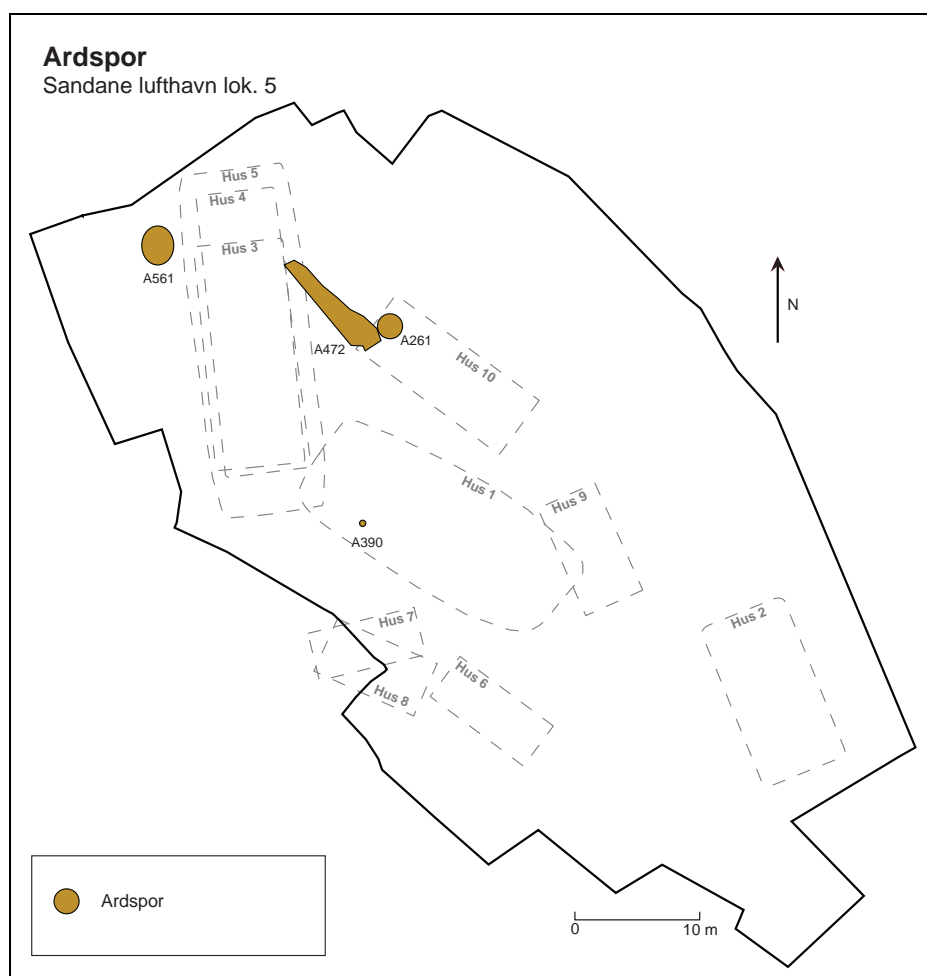 Ardspor
Sandane lufthavn lok. 5
Hus 5
Hus 4
Hus 3
A561
A472
A261
Hus 10
N
Hus 1
Hus 9
A390
Hus 7
Hus 2
Hus 6
Hus 8
Ardspor
0 10 m